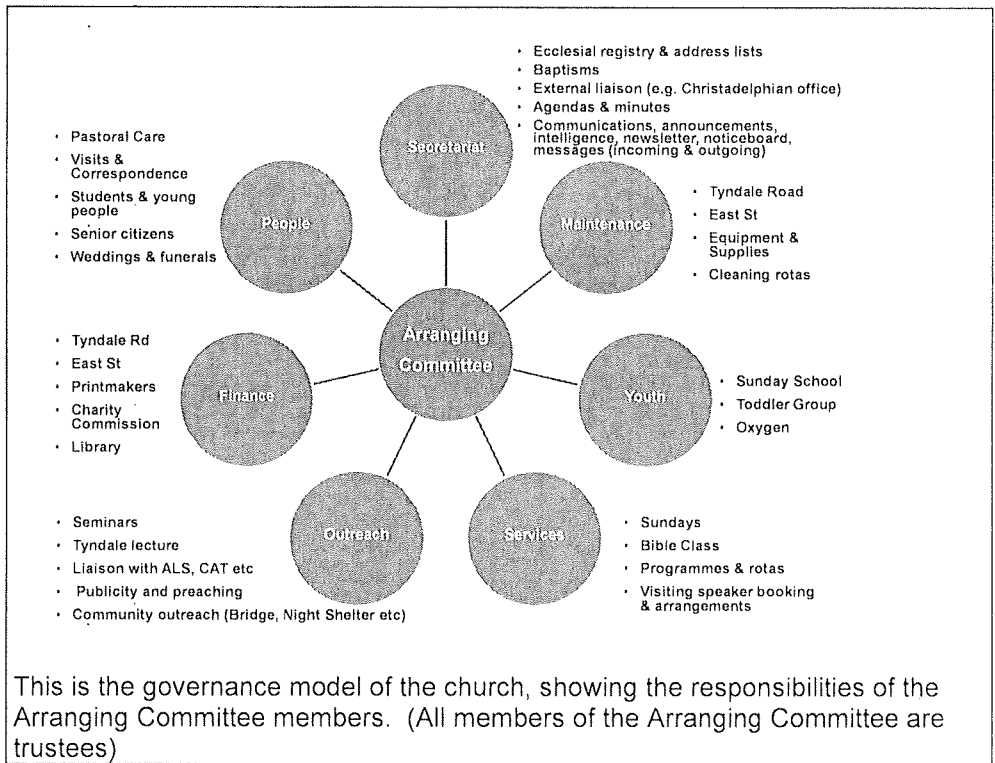 Secretariat
• Ecclesial registry & address lists
• Baptisms
• External liaison (e.g. Christadelphian office)
• Agendas & minutes
• Communications, announcements,
intelligence, newsletter, noticeboard,
messages (incoming & outgoing)
Maintenance
• Tyndale Road
• East St
• Equipment &
Supplies
• Cleaning rotas
Youth
• Sunday School
• Toddler Group
• Oxygen
Services
• Sundays
• Bible Class
• Programmes & rotas
• Visiting speaker booking
& arrangements
Outreach
• Seminars
• Tyndale lecture
• Liaison with ALS, CAT etc
• Publicity and preaching
• Community outreach (Bridge, Night Shelter etc)
Finance
• Tyndale Rd
• East St
• Printmakers
• Charity
Commission
• Library
People
• Pastoral Care
• Visits &
Correspondence
• Students & young
people
• Senior citizens
• Weddings & funerals
Arranging
Committee
This is the governance model of the church, showing the responsibilities of the
Arranging Committee members. (All members of the Arranging Committee are
trustees)